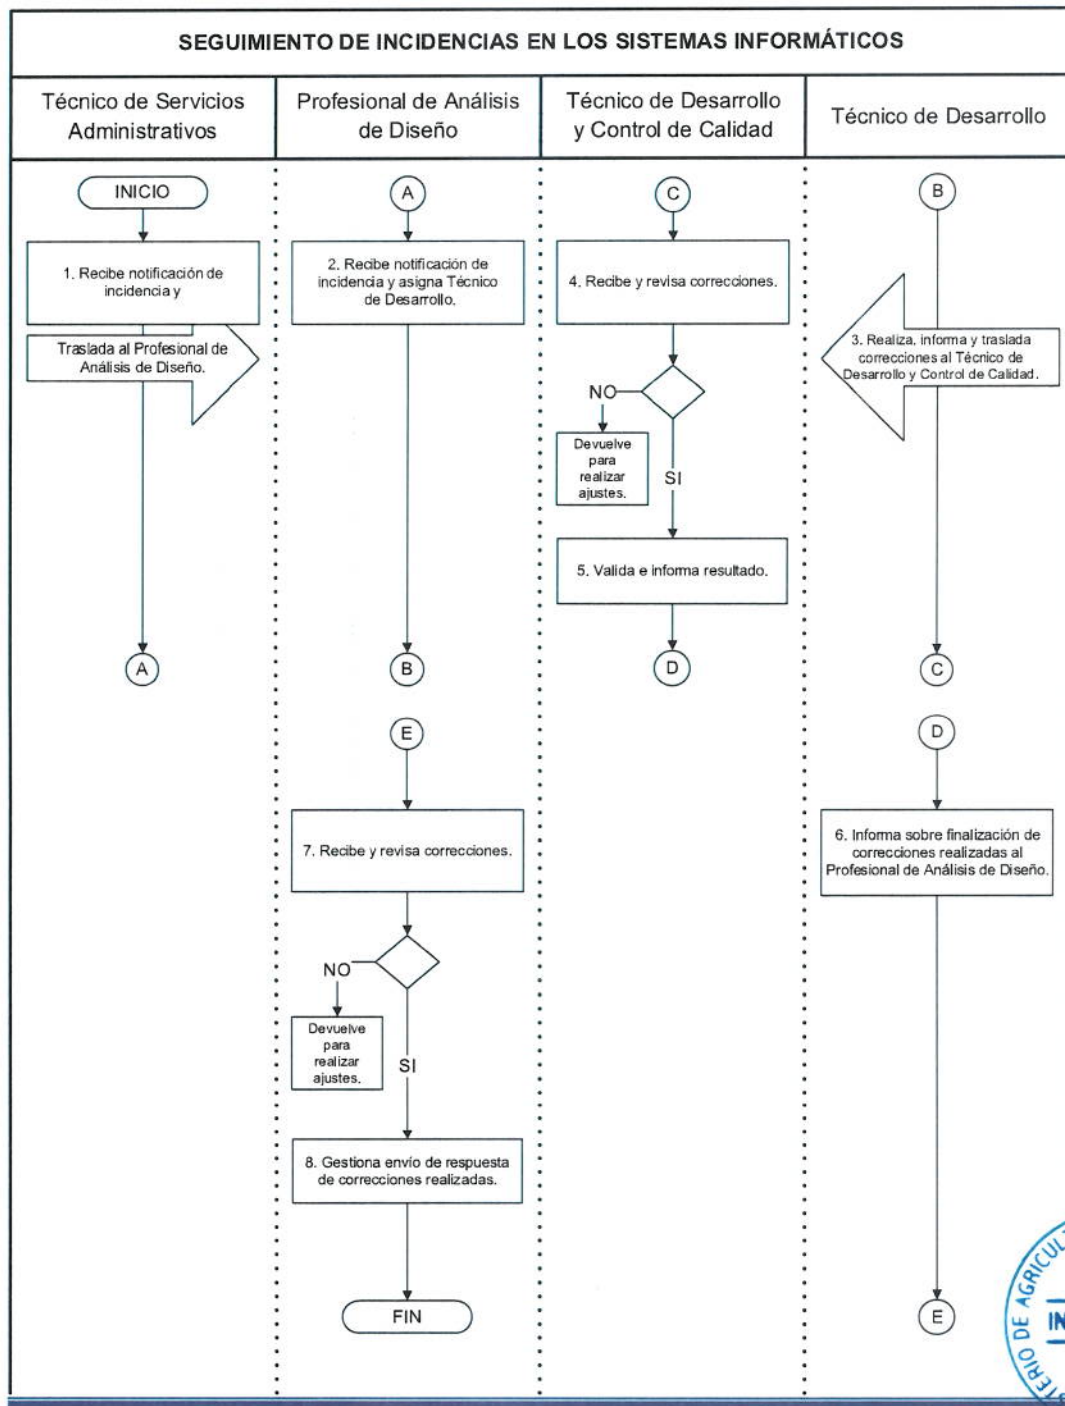 SEGUIMIENTO DE INCIDENCIAS EN LOS SISTEMAS INFORMÁTICOS
Técnico de Servicios
Administrativos
Profesional de Análisis
de Diseño
Técnico de Desarrollo
y Control de Calidad
Técnico de Desarrollo
INICIO
1. Recibe notificación de
incidencia y
Traslada al Profesional de
Análisis de Diseño.
A
A
2. Recibe notificación de
incidencia y asigna Técnico
de Desarrollo.
B
C
4. Recibe y revisa correcciones.
NO
Devuelve
para
realizar
ajustes.
SI
5. Valida e informa resultado.
D
B
3. Realiza, informa y traslada
correcciones al Técnico de
Desarrollo y Control de Calidad.
C
E
7. Recibe y revisa correcciones.
NO
Devuelve
para
realizar
ajustes.
SI
8. Gestiona envío de respuesta
de correcciones realizadas.
FIN
D
6. Informa sobre finalización de
correcciones realizadas al
Profesional de Análisis de Diseño.
E
DE